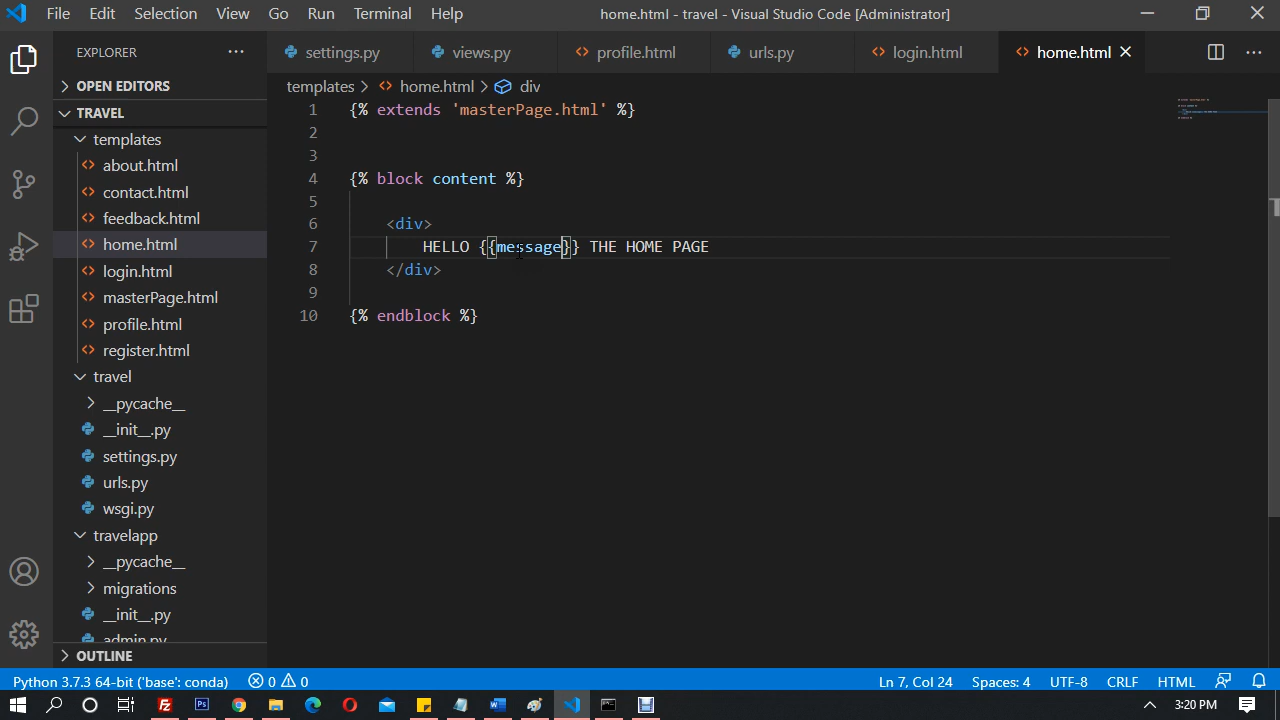 File Edit Selection View Go Run Terminal Help home.html - travel - Visual Studio Code [Administrator]
EXPLORER
settings.py views.py profile.html urls.py login.html home.html
OPEN EDITORS
TRAVEL
templates
about.html
contact.html
feedback.html
home.html
login.html
masterPage.html
profile.html
register.html
travel
__pycache__
__init__.py
settings.py
urls.py
wsgi.py
travelapp
__pycache__
migrations
__init__.py
admin.py
OUTLINE
templates home.html div
1 {% extends 'masterPage.html' %}
2
3
4 {% block content %}
5
6 <div>
7 HELLO {{message}} THE HOME PAGE
8 </div>
9
10 {% endblock %}
Python 3.7.3 64-bit ('base': conda) 0 0 Ln 7, Col 24 Spaces: 4 UTF-8 CRLF HTML
3:20 PM